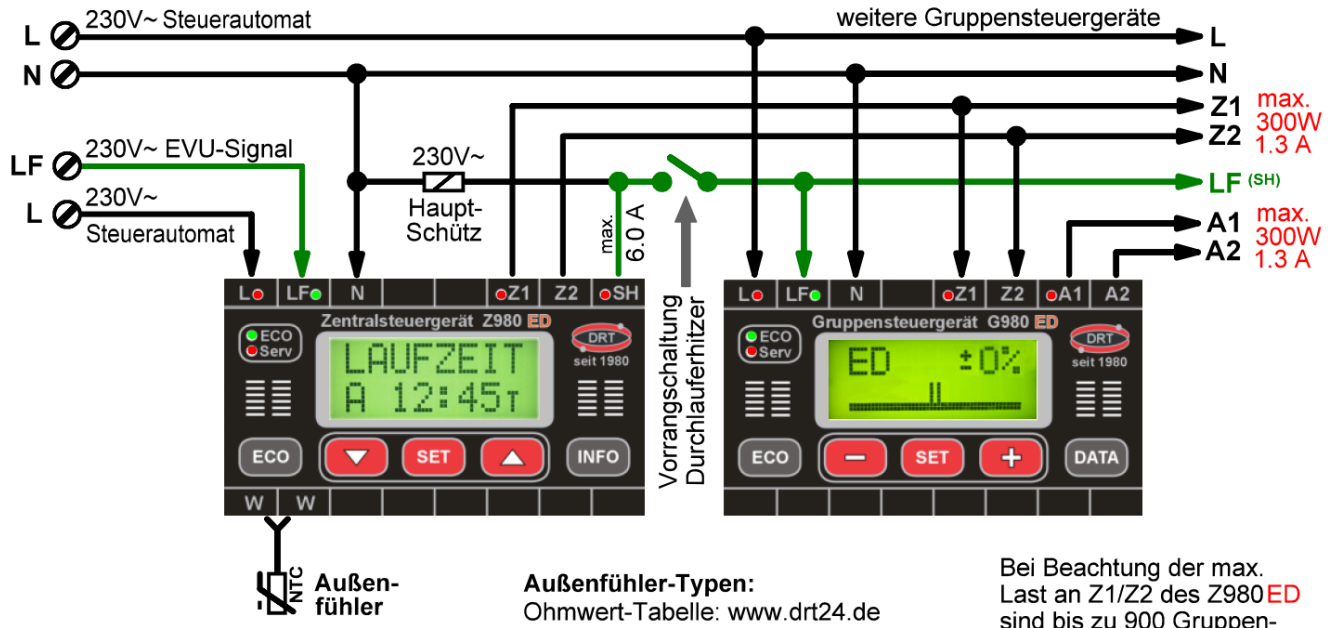 L 230V~ Steuerautomat weitere Gruppensteuergeräte L
N N
Z1 max.
Z2 300W
1.3 A
LF 230V~ EVU-Signal 230V~ LF (SH)
L 230V~
Steuerautomat
Haupt-
Schütz
max.
6.0 A
A1 max.
A2 300W
1.3 A
Vorrangschaltung
Durchlauferhitzer
L LF N Z1 Z2 SH
Zentralsteuergerät Z980 ED
ECO
Serv
DRT
seit 1980
LAUFZEIT
A 12:45T
ECO SET INFO
W W
L LF N Z1 Z2 A1 A2
Gruppensteuergerät G980 ED
ECO
Serv
DRT
seit 1980
ED ±0%
ECO - SET + DATA
NTC
Außen-
fühler
Außenfühler-Typen:
Ohmwert-Tabelle: www.drt24.de
Bei Beachtung der max.
Last an Z1/Z2 des Z980ED
sind bis zu 900 Gruppen-